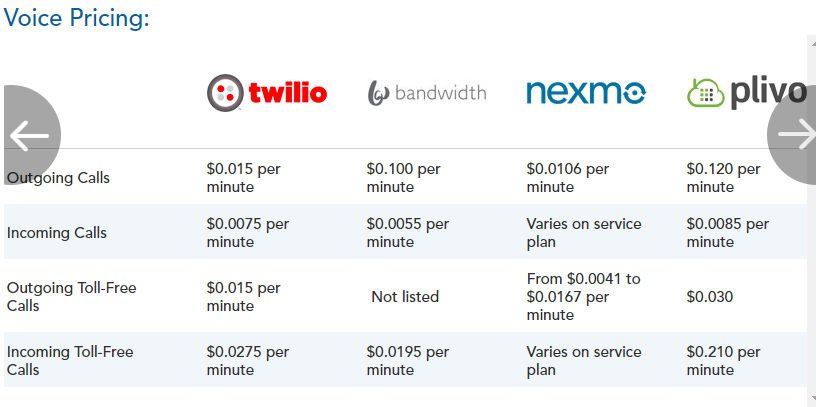 Voice Pricing:
twilio bandwidth nexmo plivo
Outgoing Calls $0.015 per minute $0.100 per minute $0.0106 per minute $0.120 per minute
Incoming Calls $0.0075 per minute $0.0055 per minute Varies on service plan $0.0085 per minute
Outgoing Toll-Free Calls $0.015 per minute Not listed From $0.0041 to $0.0167 per minute $0.030
Incoming Toll-Free Calls $0.0275 per minute $0.0195 per minute Varies on service plan $0.210 per minute